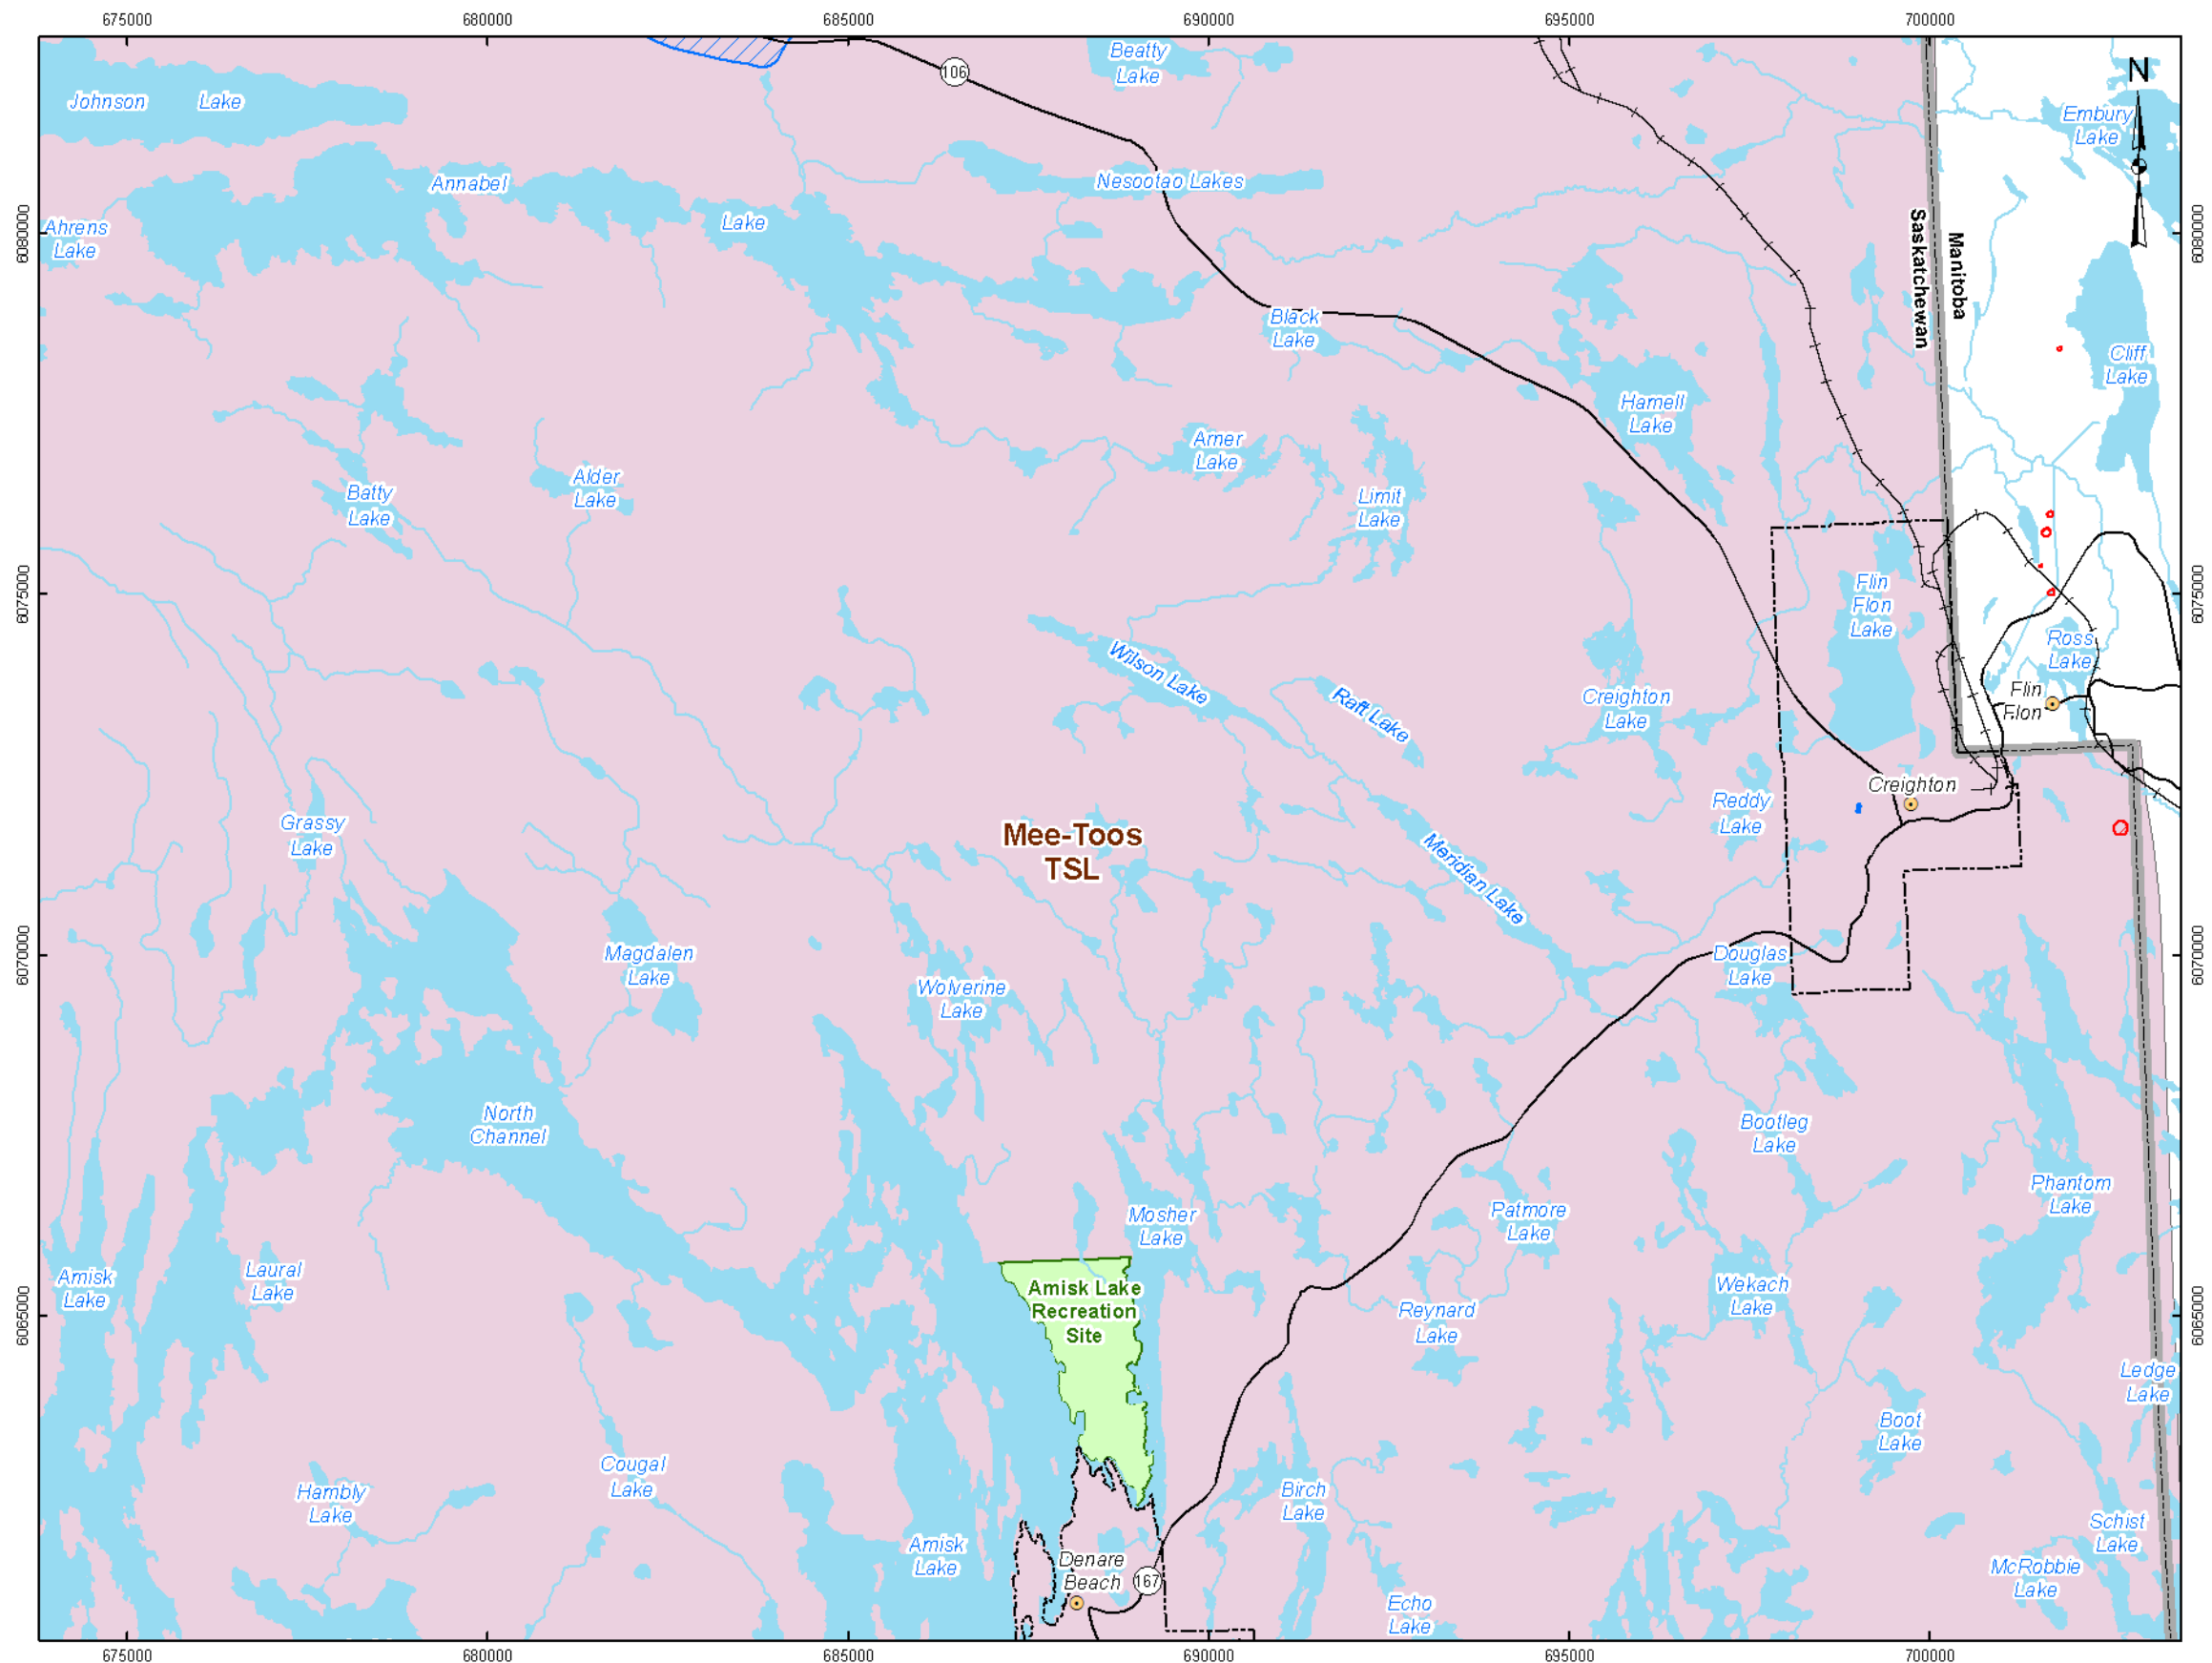 675000
680000
685000
690000
695000
700000
Beatty
Lake
106
N
Johnson Lake
Embury
Lake
Annabel
Lake
Nesootao Lakes
Ahrens
Lake
6080000
6080000
Saskatchewan
Manitoba
Black
Lake
Cliff
Lake
Hamell
Lake
Arner
Lake
Alder
Lake
Batty
Lake
Limit
Lake
6075000
6075000
Flin
Flon
Lake
Ross
Lake
Wilson Lake
Raft Lake
Creighton
Lake
Flin
Flon
Creighton
Reddy
Lake
Grassy
Lake
Mee-Toos
TSL
Meridian Lake
6070000
6070000
Magdalen
Lake
Douglas
Lake
Wolverine
Lake
North
Channel
Bootleg
Lake
Phantom
Lake
Mosher
Lake
Patmore
Lake
Amisk
Lake
Laural
Lake
Amisk Lake
Recreation
Site
Wekach
Lake
Reynard
Lake
6065000
6065000
Ledge
Lake
Boot
Lake
Cougal
Lake
Hambly
Lake
Birch
Lake
Schist
Lake
Amisk
Lake
Denare
Beach
167
McRobbie
Lake
Echo
Lake
675000
680000
685000
690000
695000
700000